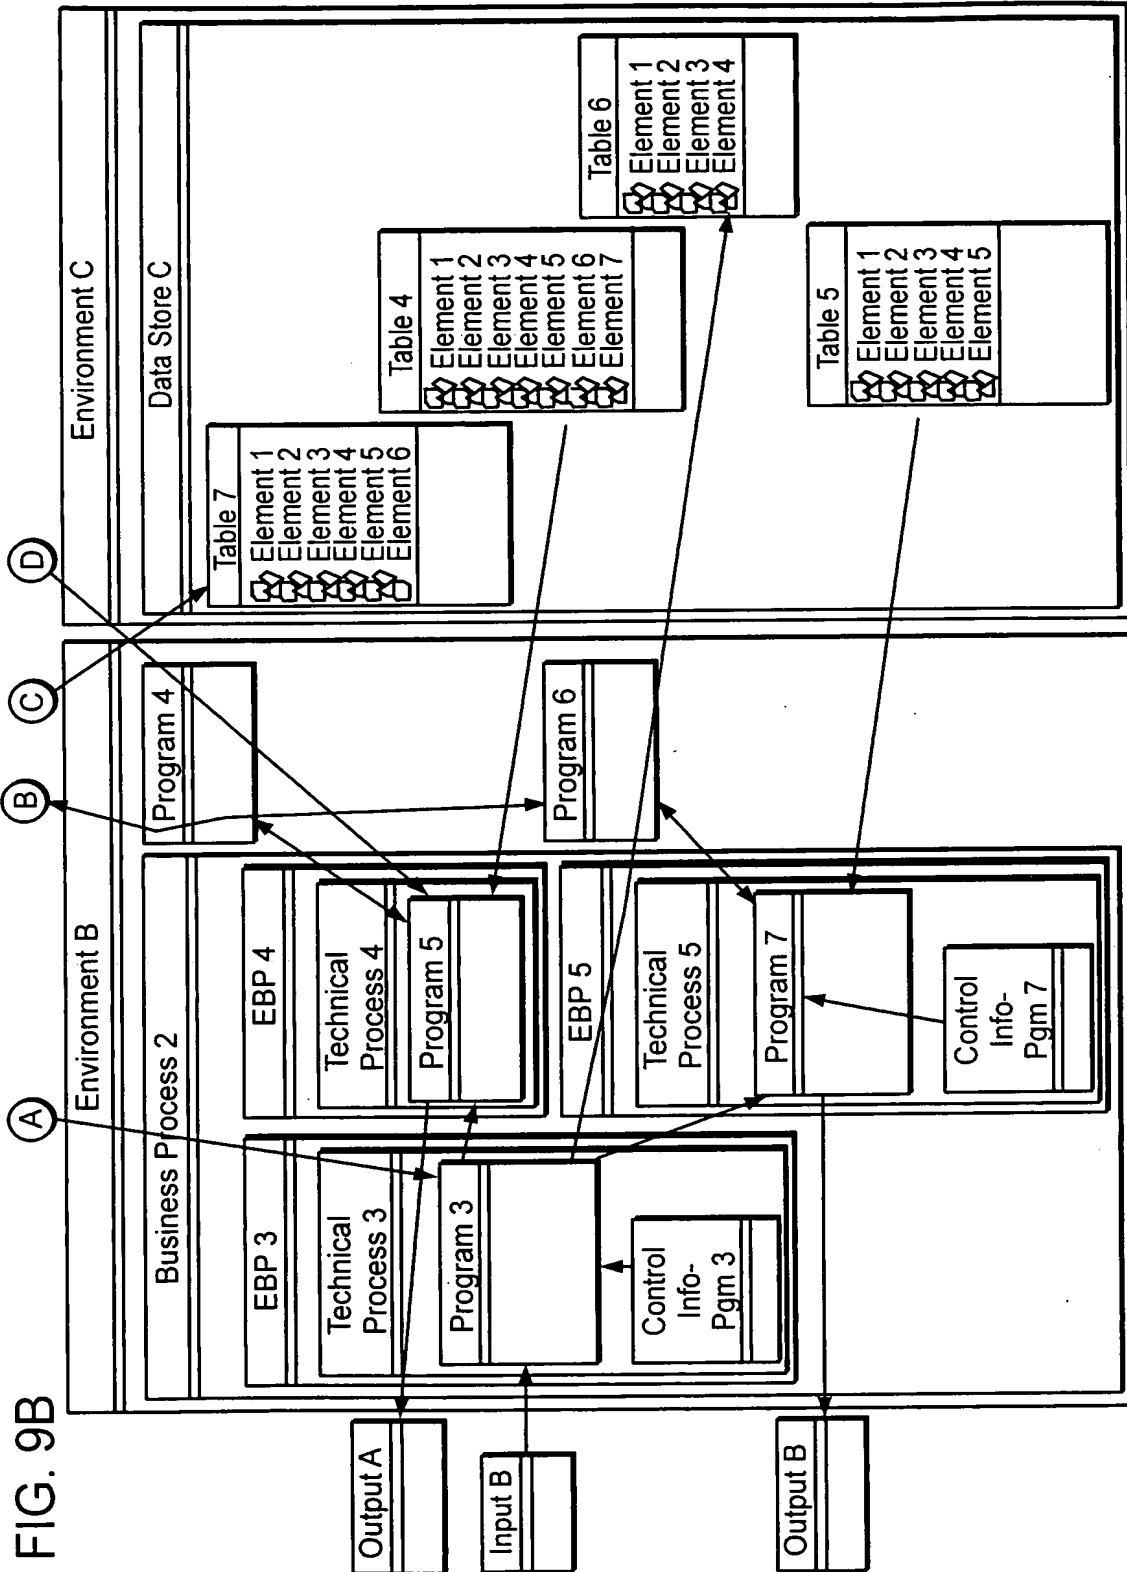 FIG. 9B
Output A
Input B
Output B
Environment B
Business Process 2
EBP 3
Technical
Process 3
Program 3
Control
Info-
Pgm 3
EBP 4
Technical
Process 4
Program 5
EBP 5
Technical
Process 5
Program 7
Control
Info-
Pgm 7
Program 4
Program 6
A
B
C
D
Environment C
Data Store C
Table 7
Element 1
Element 2
Element 3
Element 4
Element 5
Element 6
Table 4
Element 1
Element 2
Element 3
Element 4
Element 5
Element 6
Element 7
Table 6
Element 1
Element 2
Element 3
Element 4
Table 5
Element 1
Element 2
Element 3
Element 4
Element 5